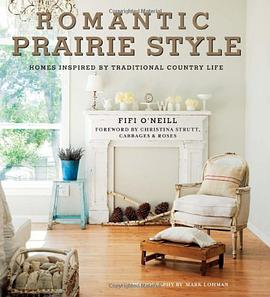 ROMANTIC
PRAIRIE STYLE
HOMES INSPIRED BY TRADITIONAL COUNTRY LIFE
FIFI O'NEILL
FOREWORD BY CHRISTINA STRUTT,
CABBAGES & ROSES
BY MARK LOHMAN